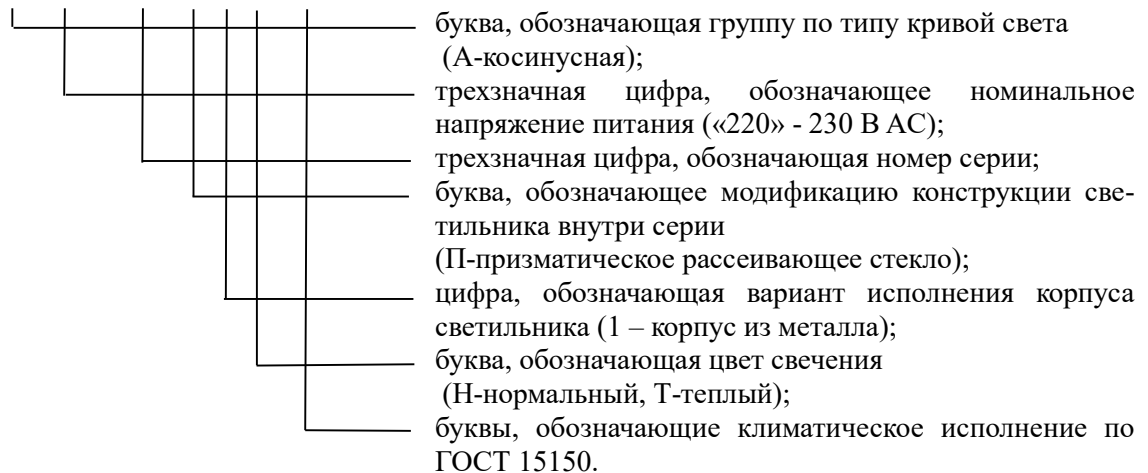 буква, обозначающая группу по типу кривой света
(А-косинусная);
трехзначная цифра, обозначающее номинальное
напряжение питания («220» - 230 В АС);
трехзначная цифра, обозначающая номер серии;
буква, обозначающее модификацию конструкции све-
тильника внутри серии
(П-призматическое рассеивающее стекло);
цифра, обозначающая вариант исполнения корпуса
светильника (1 – корпус из металла);
буква, обозначающая цвет свечения
(Н-нормальный, Т-теплый);
буквы, обозначающие климатическое исполнение по
ГОСТ 15150.